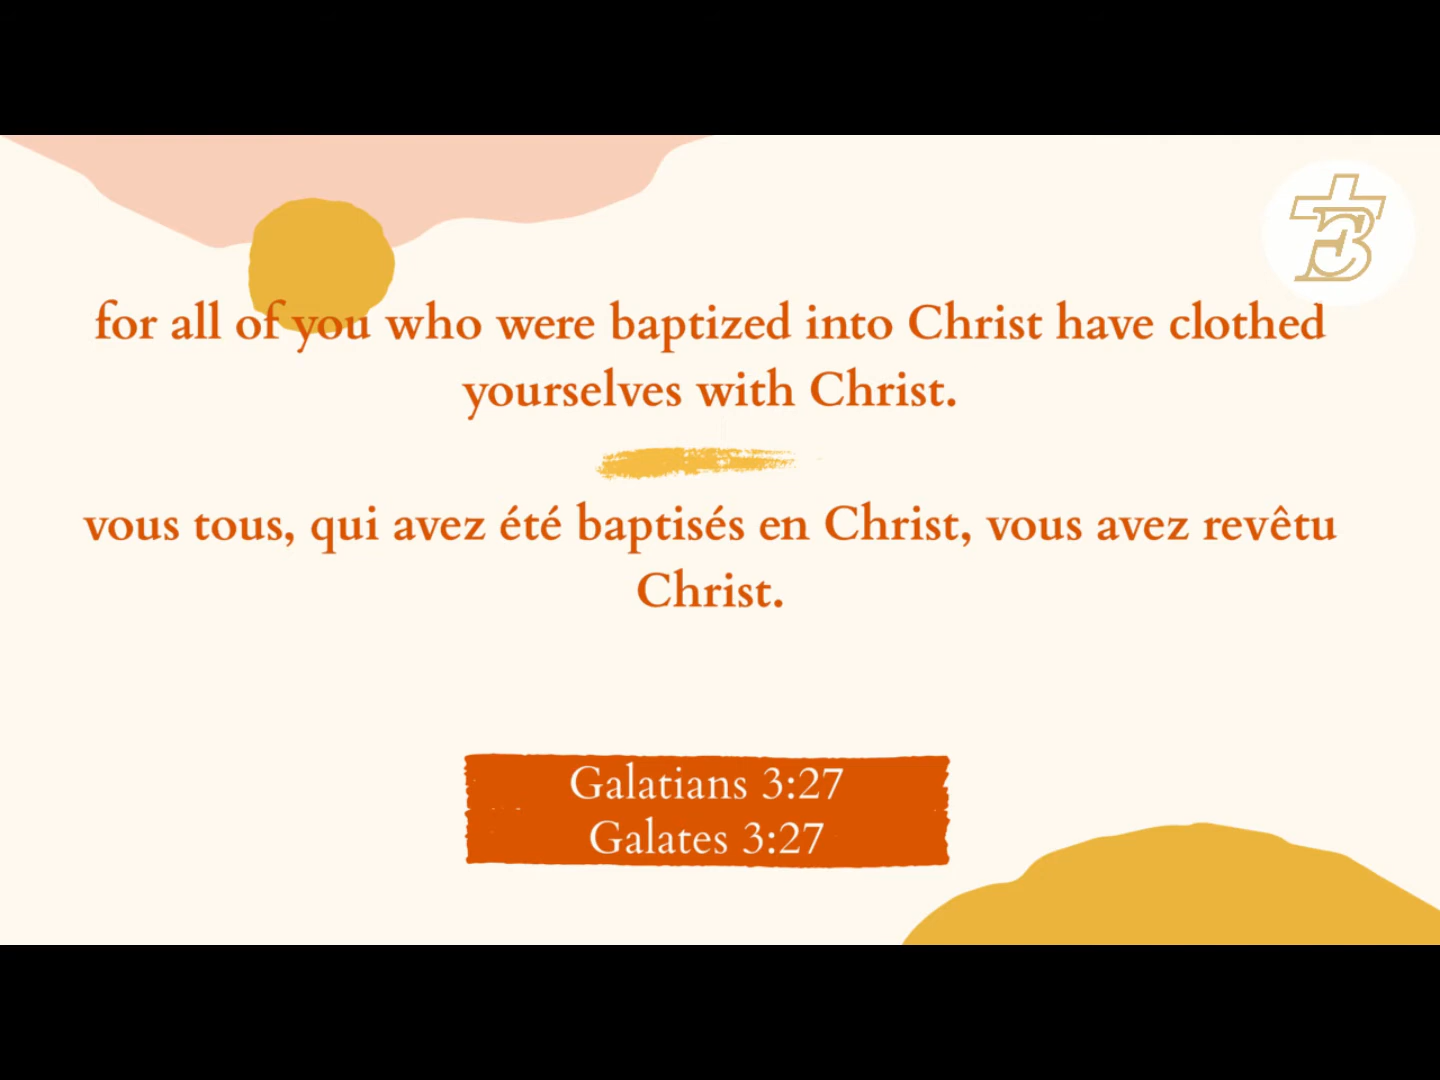 for all of you who were baptized into Christ have clothed
yourselves with Christ.
vous tous, qui avez été baptisés en Christ, vous avez revêtu
Christ.
Galatians 3:27
Galates 3:27